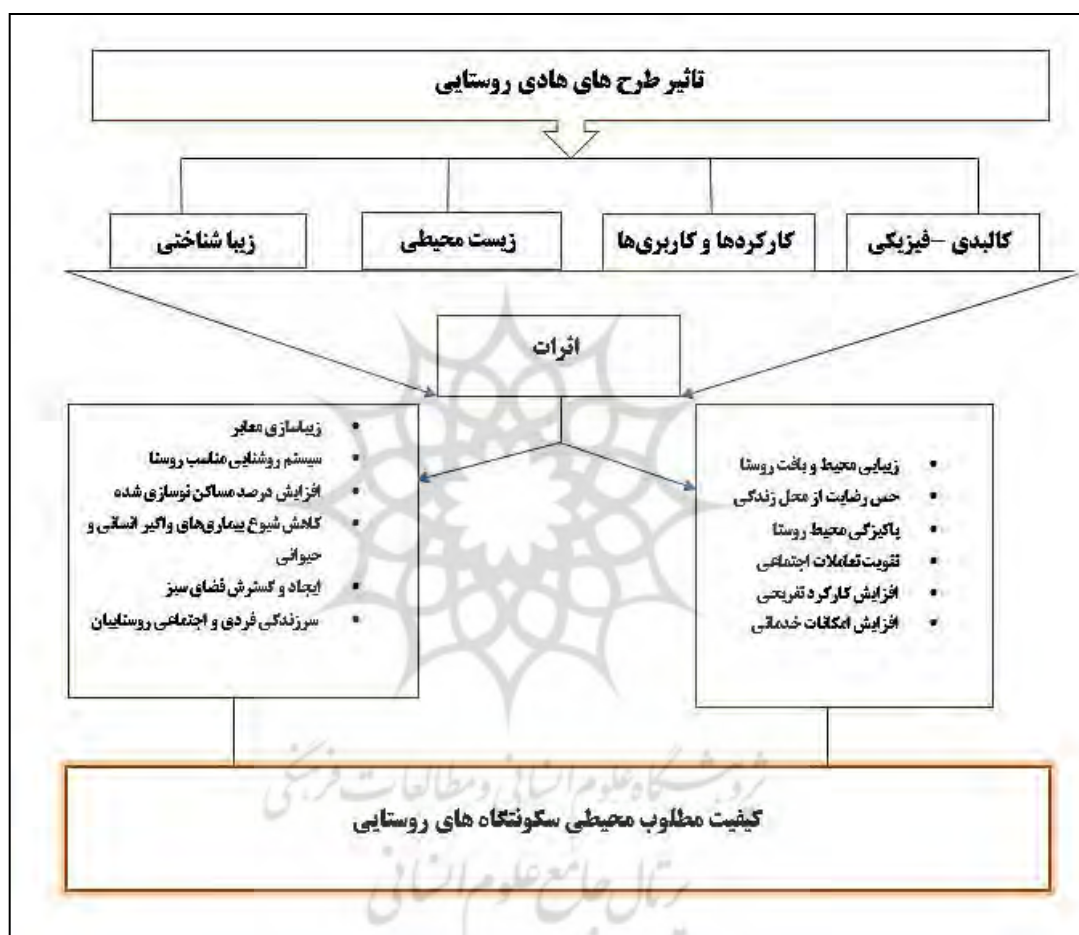 تاثیر طرح های هادی روستایی
کالبدی – فیزیکی
کارکردها و کاربری‌ها
زیست محیطی
زیبا شناختی
اثرات
• زیبایی محیط و بافت روستا
• حس رضایت از محل زندگی
• پاکیزگی محیط روستا
• تقویت تعاملات اجتماعی
• افزایش کارکرد تفریحی
• افزایش امکانات خدماتی
• زیباسازی معابر
• سیستم روشنایی مناسب روستا
• افزایش درصد مساکن نوسازی شده
• کاهش شیوع بیماری‌های واگیر انسانی و
حیوانی
• ایجاد و گسترش فضای سبز
• سرزندگی فردی و اجتماعی روستاییان
پژوهشگاه علوم انسانی و مطالعات فرهنگی
کیفیت مطلوب محیطی سکونتگاه های روستایی
پرتال جامع علوم انسانی